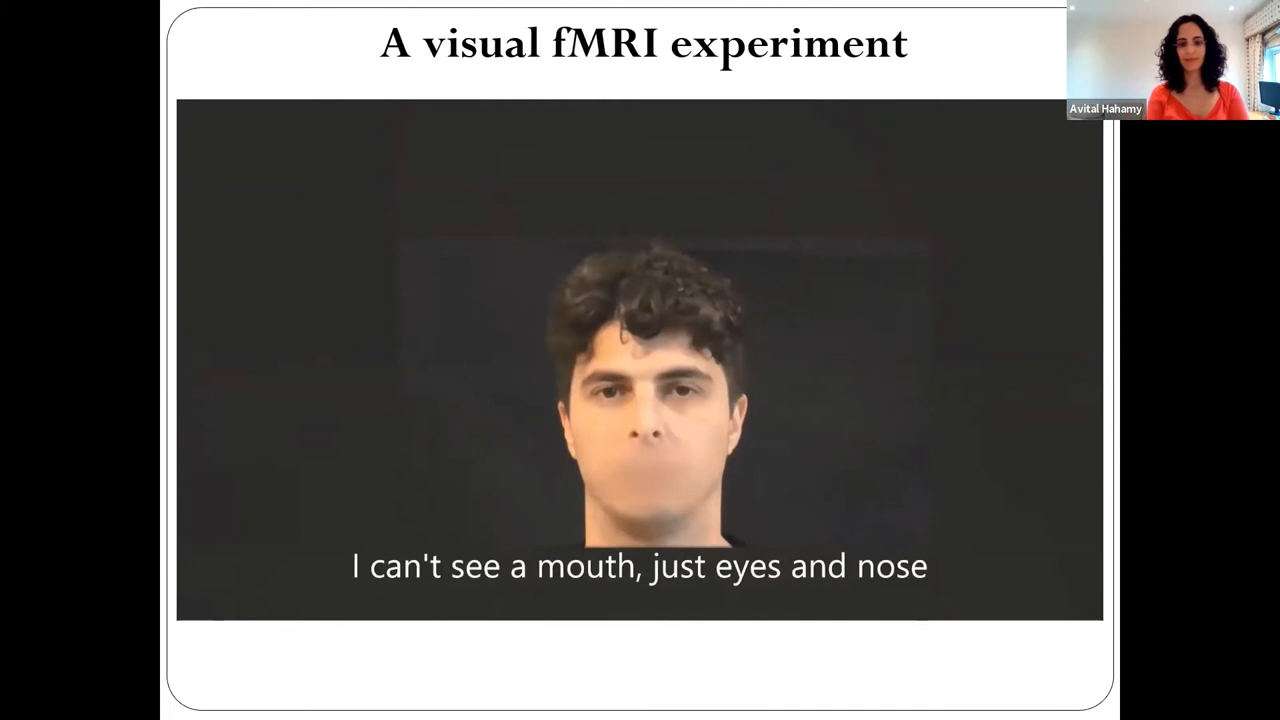 A visual fMRI experiment
Avital Hahamy
I can't see a mouth, just eyes and nose